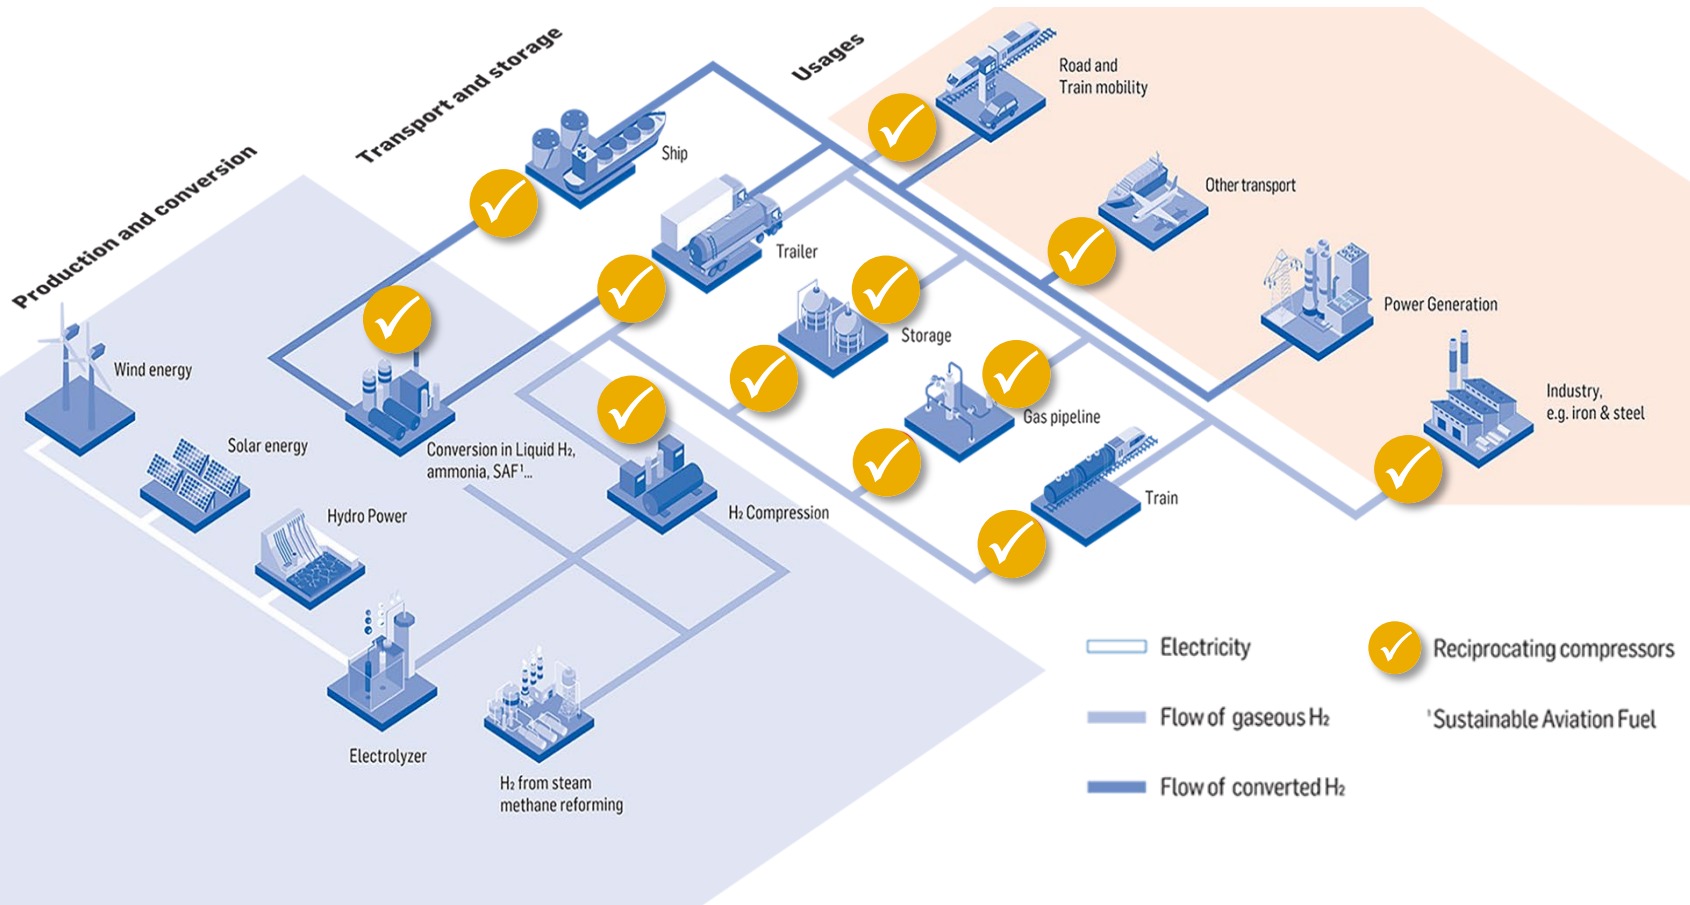 Production and conversion
Transport and storage
Usages
Road and
Train mobility
Ship
Other transport
Trailer
Power Generation
Storage
Wind energy
Industry,
e.g. iron & steel
Gas pipeline
Solar energy
Conversion in Liquid H₂,
ammonia, SAF¹...
Train
Hydro Power
H₂ Compression
Electrolyzer
H₂ from steam
methane reforming
Electricity
Reciprocating compressors
Flow of gaseous H₂
¹Sustainable Aviation Fuel
Flow of converted H₂